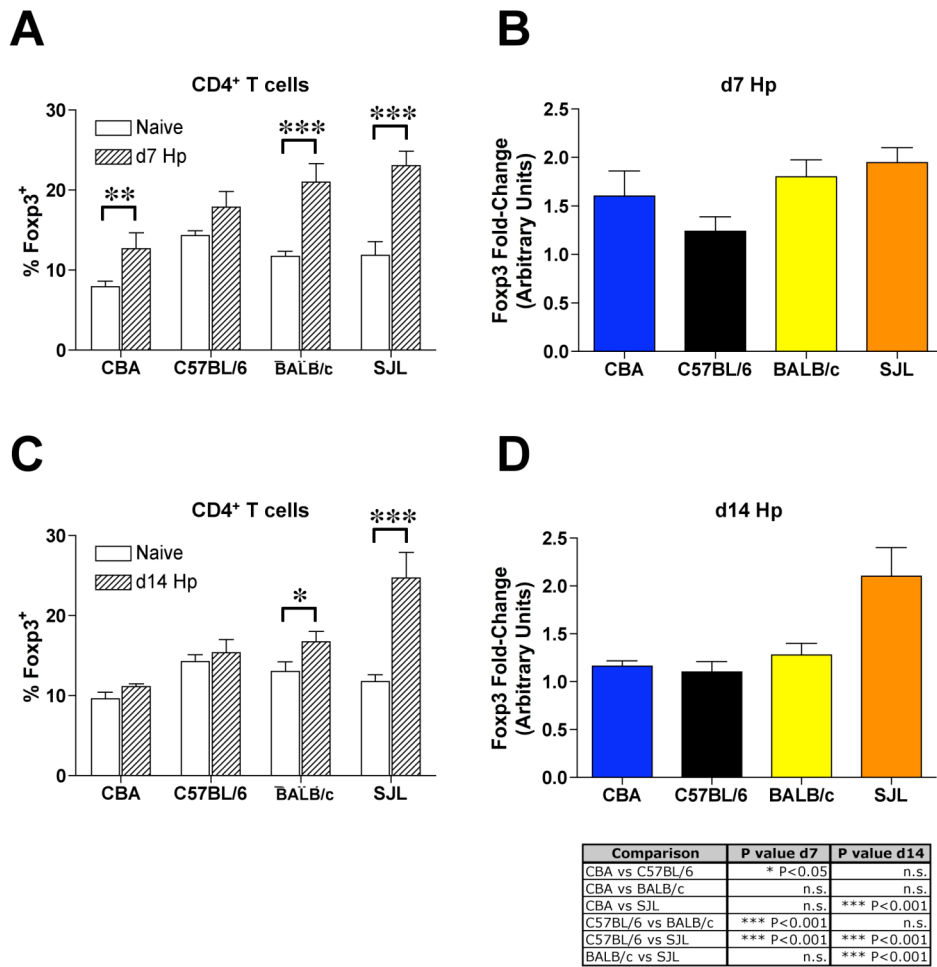 A
CD4⁺ T cells
30
20
10
0
% Foxp3⁺
Naive
d7 Hp
**
***
***
CBA
C57BL/6
BALB/c
SJL
B
d7 Hp
2.5
2.0
1.5
1.0
0.5
0.0
Foxp3 Fold-Change
(Arbitrary Units)
CBA
C57BL/6
BALB/c
SJL
C
CD4⁺ T cells
30
20
10
0
% Foxp3⁺
Naive
d14 Hp
*
***
CBA
C57BL/6
BALB/c
SJL
D
d14 Hp
2.5
2.0
1.5
1.0
0.5
0.0
Foxp3 Fold-Change
(Arbitrary Units)
CBA
C57BL/6
BALB/c
SJL
Comparison P value d7 P value d14
CBA vs C57BL/6 * P<0.05 n.s.
CBA vs BALB/c n.s. n.s.
CBA vs SJL n.s. *** P<0.001
C57BL/6 vs BALB/c *** P<0.001 n.s.
C57BL/6 vs SJL *** P<0.001 *** P<0.001
BALB/c vs SJL n.s. *** P<0.001